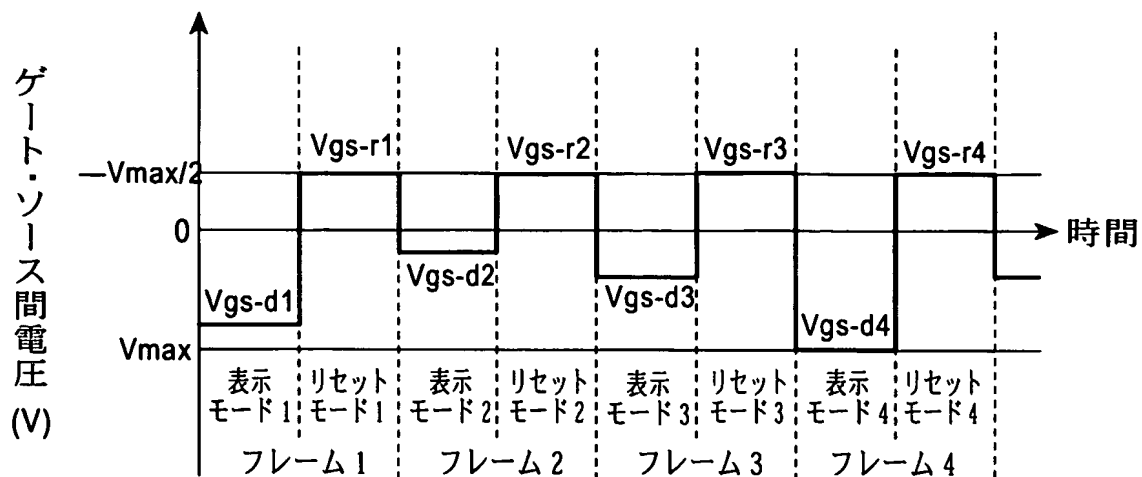 ゲート・ソース間電圧
(V)
Vgs-r1
Vgs-r2
Vgs-r3
Vgs-r4
—Vmax/2
0
時間
Vgs-d1
Vgs-d2
Vgs-d3
Vgs-d4
Vmax
表示
モード1
リセット
モード1
表示
モード2
リセット
モード2
表示
モード3
リセット
モード3
表示
モード4
リセット
モード4
フレーム1
フレーム2
フレーム3
フレーム4